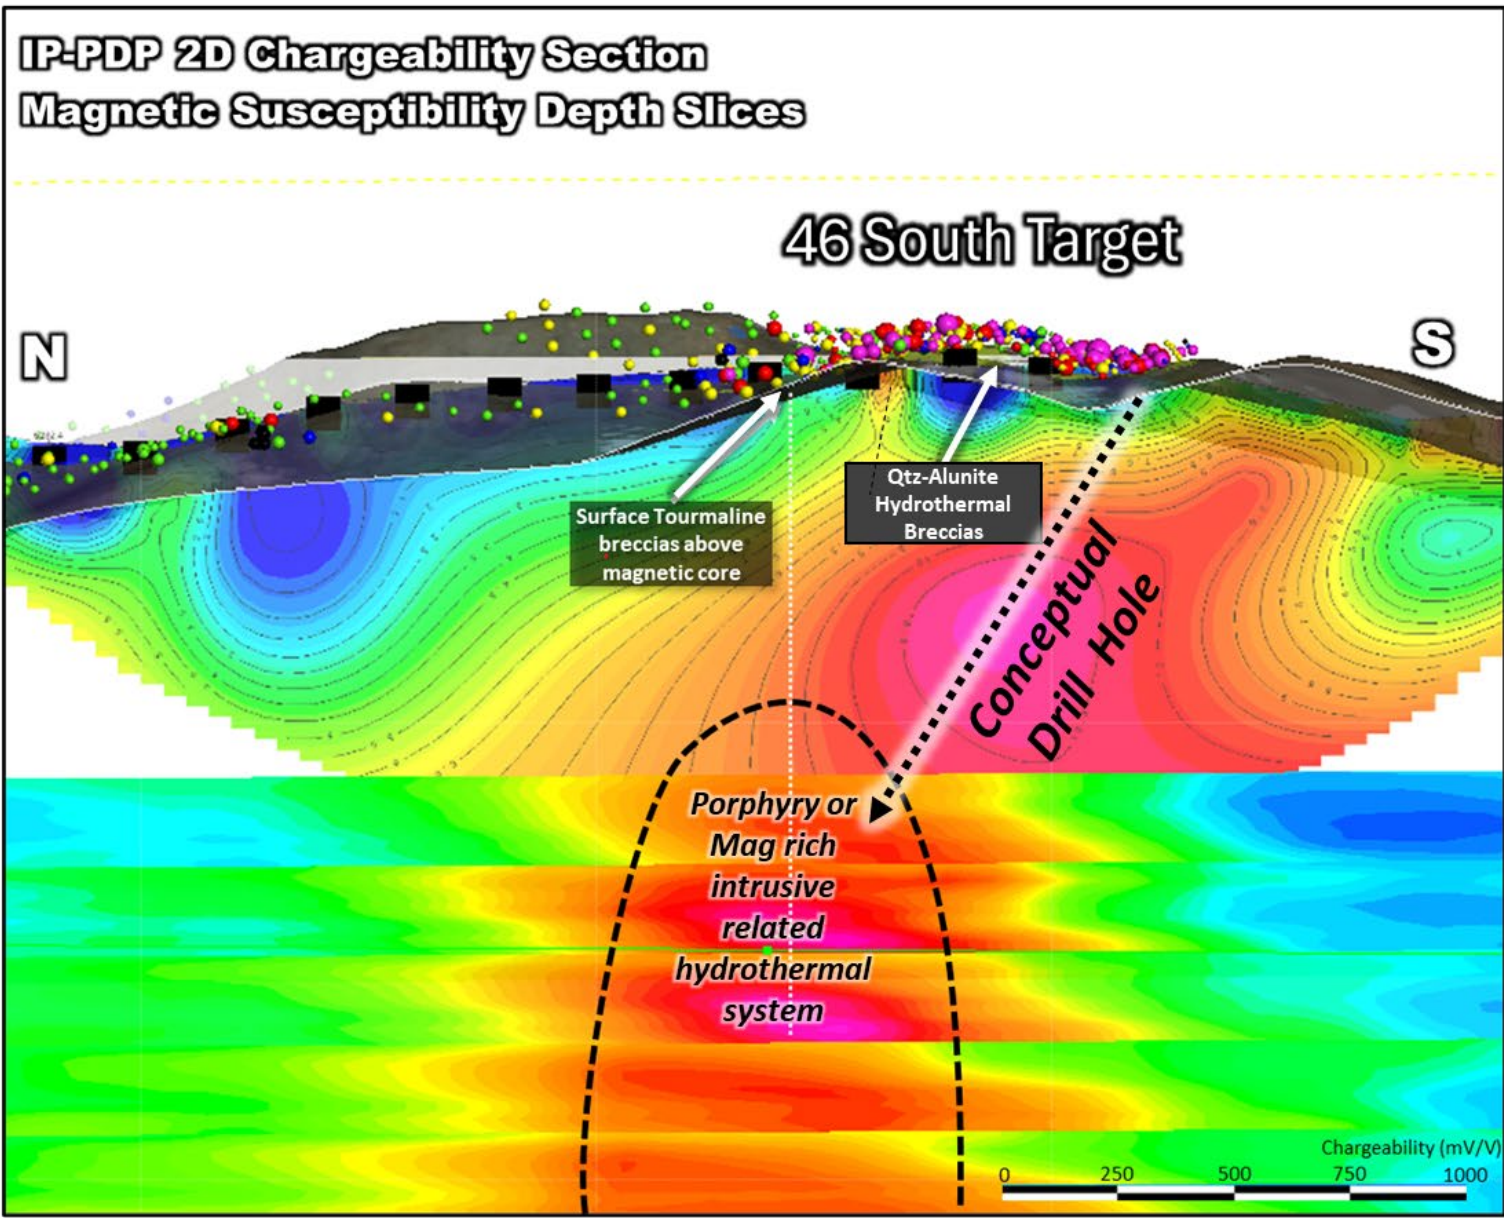 IP-PDP 2D Chargeability Section
Magnetic Susceptibility Depth Slices
46 South Target
N
S
Qtz-Alunite
Hydrothermal
Breccias
Surface Tourmaline
breccias above
magnetic core
Conceptual
Drill Hole
Porphyry or
Mag rich
intrusive
related
hydrothermal
system
Chargeability (mV/V)
0 250 500 750 1000